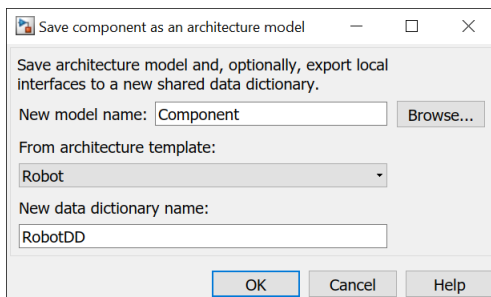 Save component as an architecture model
Save architecture model and, optionally, export local
interfaces to a new shared data dictionary.
New model name: Component Browse...
From architecture template:
Robot
New data dictionary name:
RobotDD
OK Cancel Help